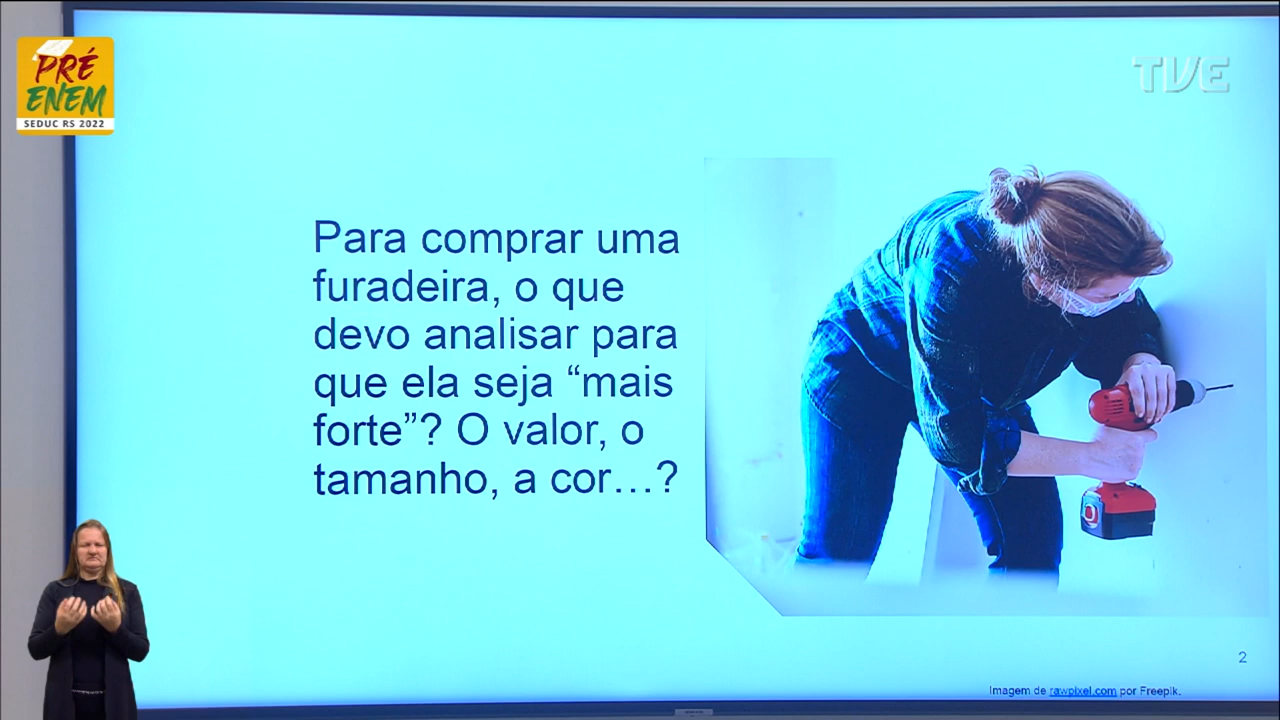 PRÉ
ENEM
SEDUC RS 2022
TVE
Para comprar uma
furadeira, o que
devo analisar para
que ela seja “mais
forte”? O valor, o
tamanho, a cor…?
2
Imagem de rawpixel.com por Freepik.